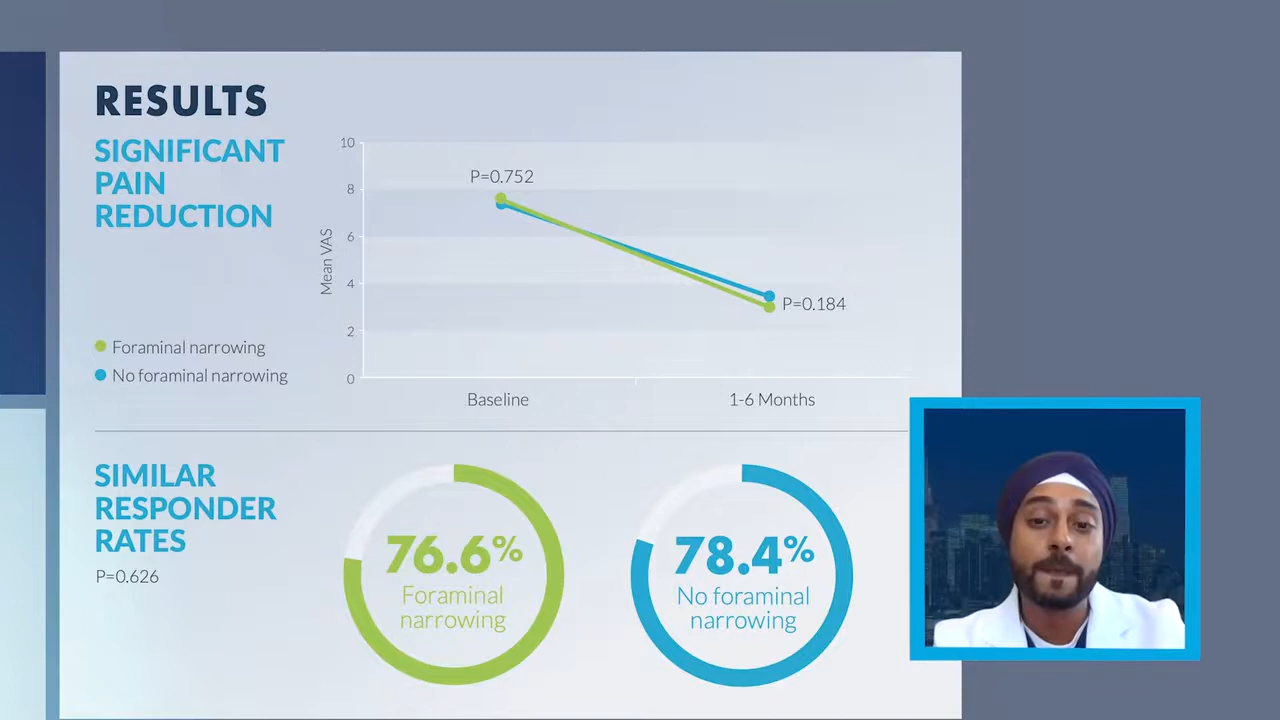 RESULTS
SIGNIFICANT
PAIN
REDUCTION
Foraminal narrowing
No foraminal narrowing
Mean VAS
10
8
6
4
2
0
P=0.752
P=0.184
Baseline
1-6 Months
SIMILAR
RESPONDER
RATES
P=0.626
76.6%
Foraminal
narrowing
78.4%
No foraminal
narrowing